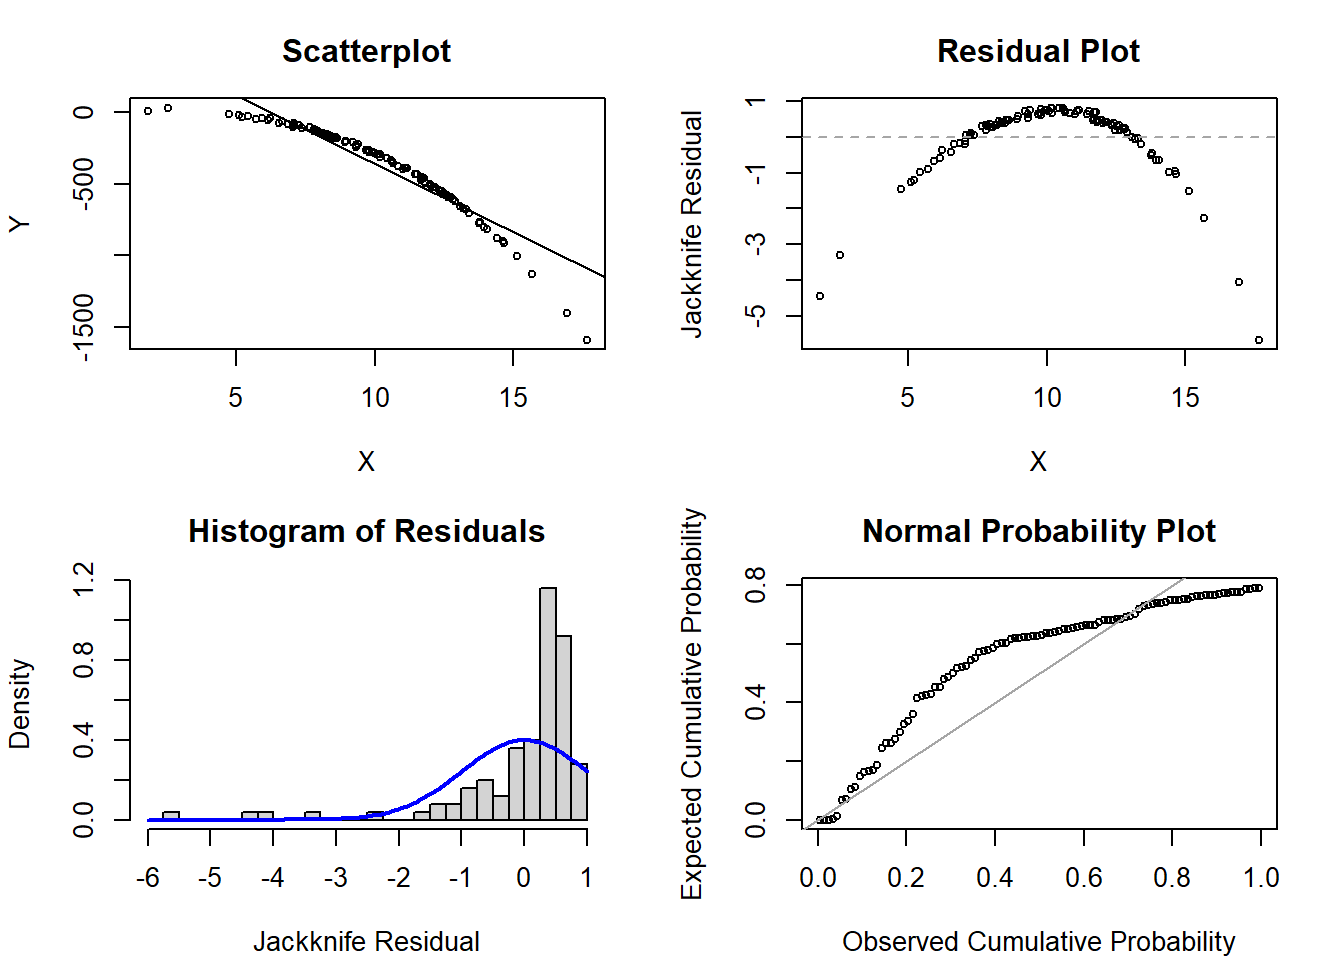 Scatterplot
Y
0
-500
-1500
5 10 15
X
Residual Plot
Jackknife Residual
1
-1
-3
-5
5 10 15
X
Histogram of Residuals
Density
1.2
0.8
0.4
0.0
-6 -5 -4 -3 -2 -1 0 1
Jackknife Residual
Normal Probability Plot
Expected Cumulative Probability
0.8
0.4
0.0
0.0 0.2 0.4 0.6 0.8 1.0
Observed Cumulative Probability